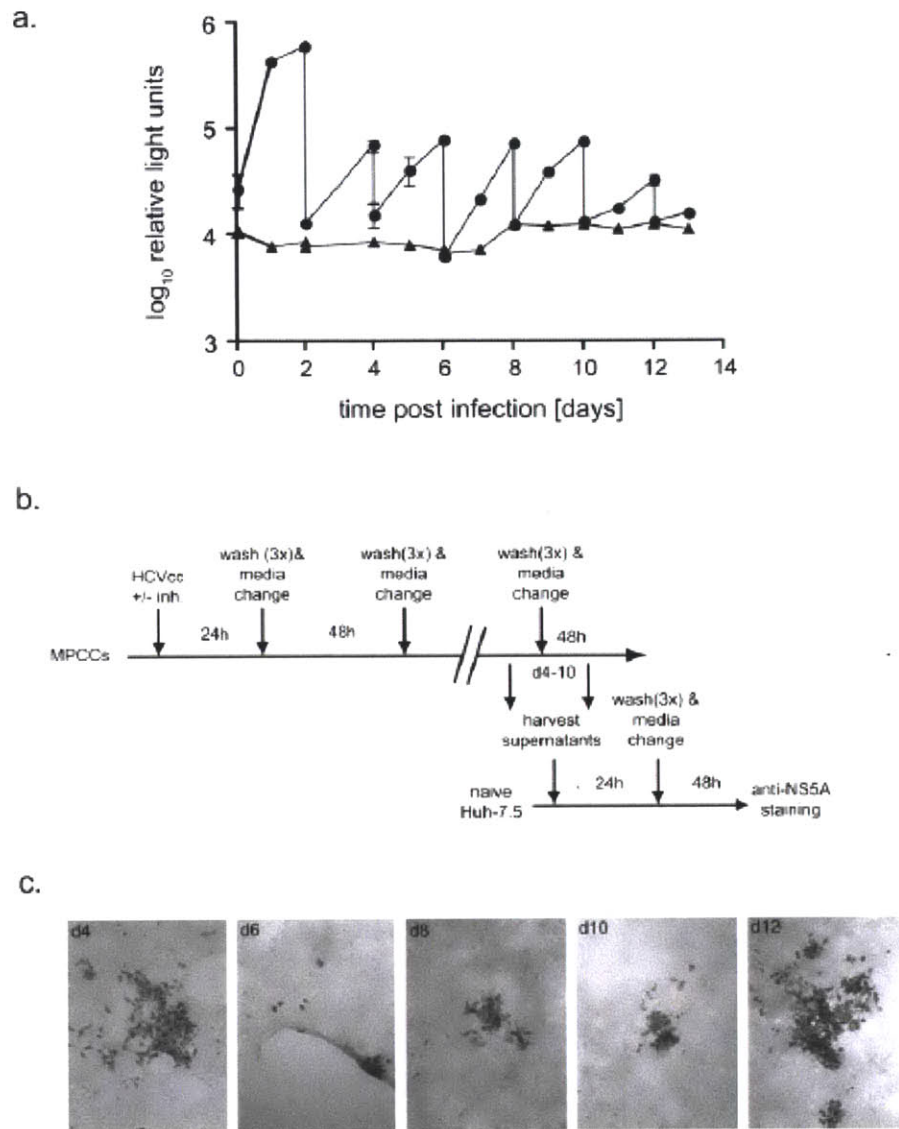 a.
6
5
4
3
log10 relative light units
0 2 4 6 8 10 12 14
time post infection [days]
b.
HCVcc
+/- inh.
wash (3x)&
media
change
wash(3x) &
media
change
wash(3x) &
media
change
24h
48h
48h
MPCCs
d4-10
harvest
supernatants
wash(3x) &
media
change
naive
Huh-7.5
24h
48h
anti-NS5A
staining
c.
d4
d6
d8
d10
d12